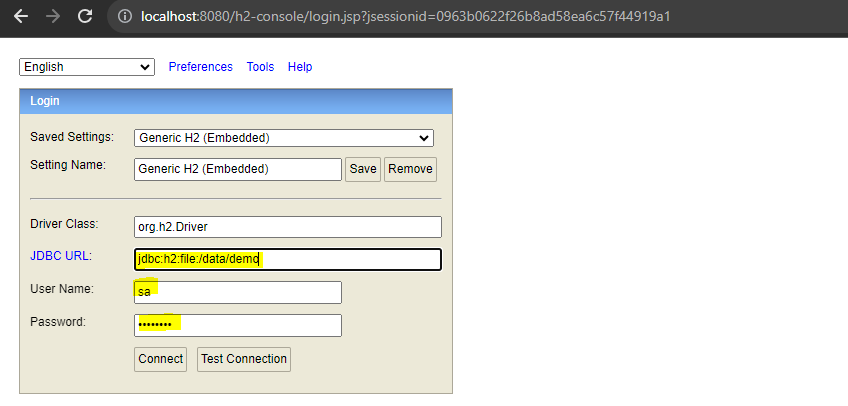 localhost:8080/h2-console/login.jsp?jsessionid=0963b0622f26b8ad58ea6c57f44919a1
English Preferences Tools Help
Login
Saved Settings: Generic H2 (Embedded)
Setting Name: Generic H2 (Embedded) Save Remove
Driver Class: org.h2.Driver
JDBC URL: jdbc:h2:file:/data/demo
User Name: sa
Password: ••••••••
Connect Test Connection